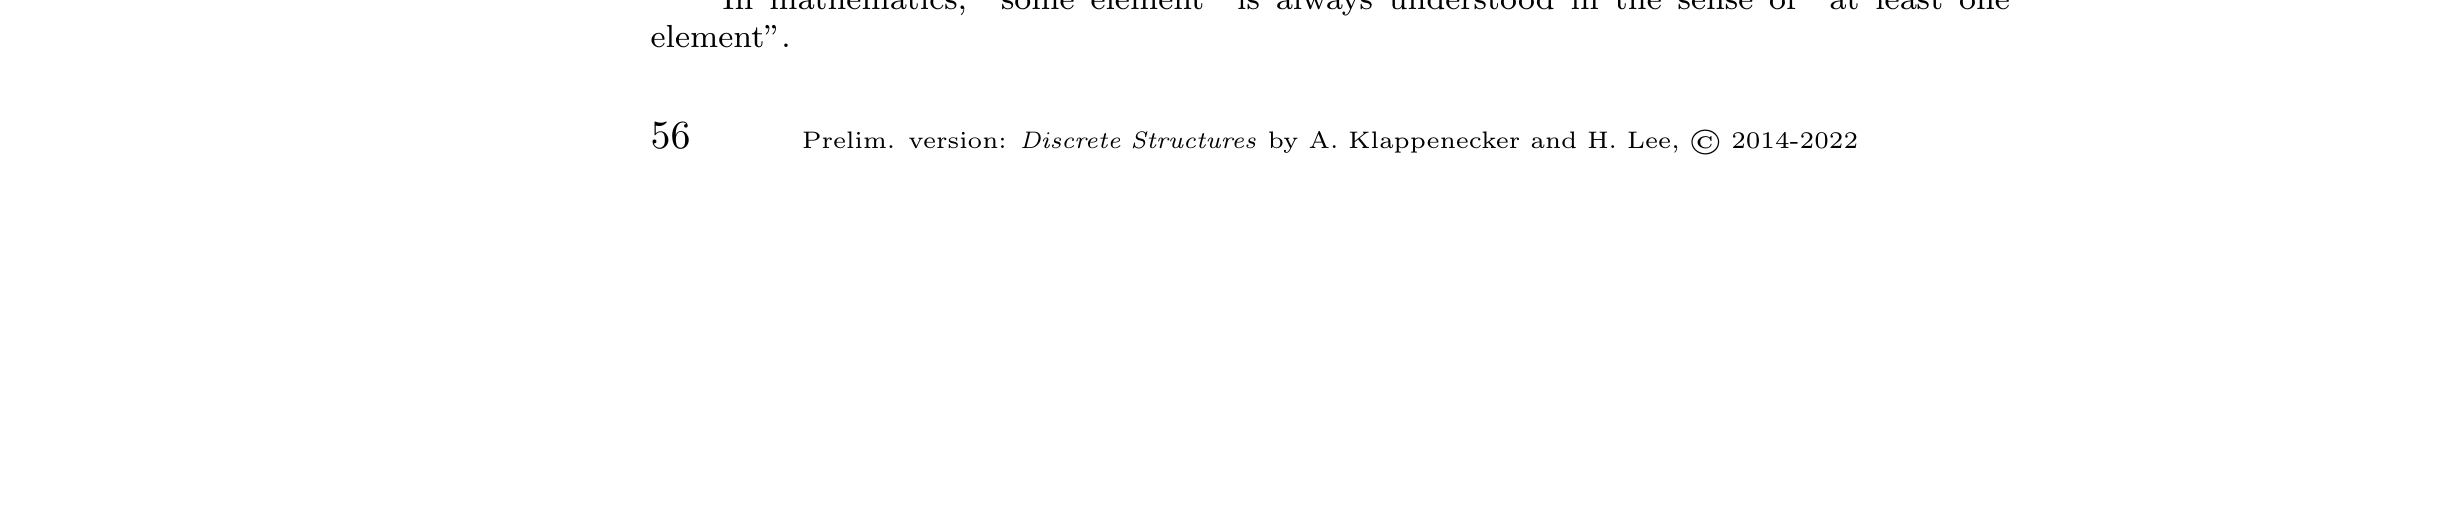 In mathematics, “some element” is always understood in the sense of “at least one
element”.
56 Prelim. version: Discrete Structures by A. Klappenecker and H. Lee, © 2014-2022